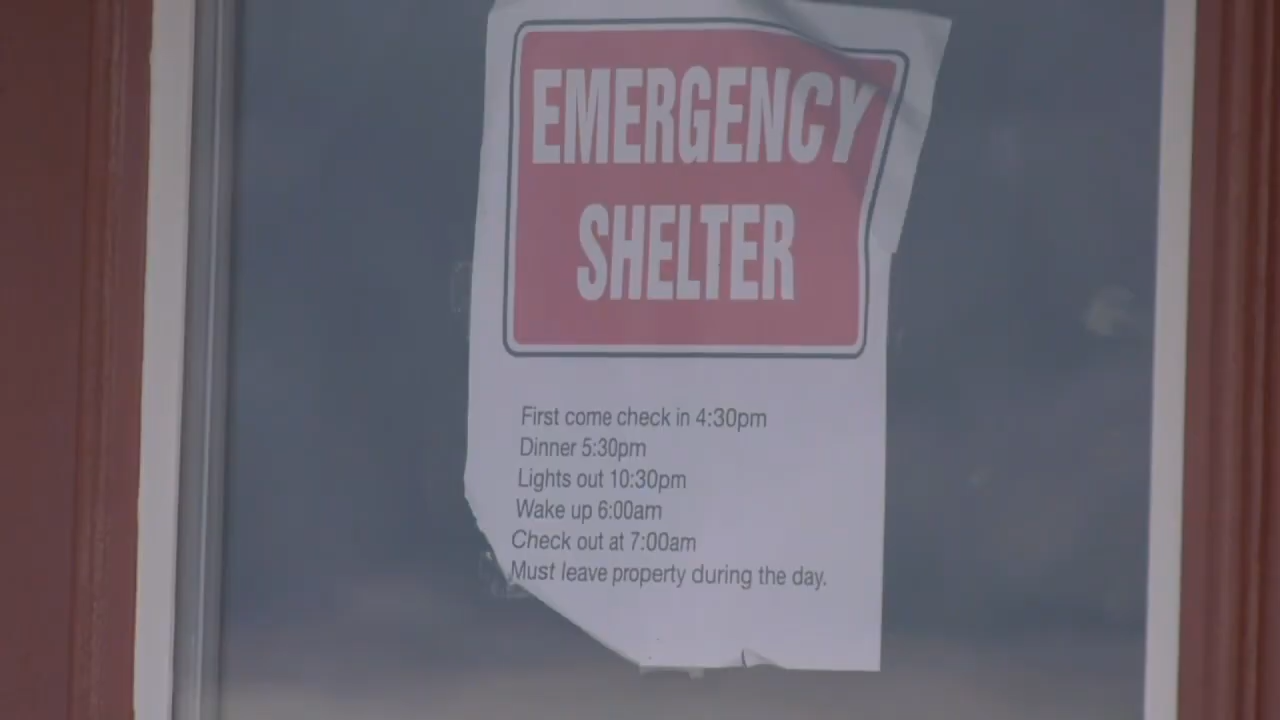 EMERGENCY
SHELTER
First come check in 4:30pm
Dinner 5:30pm
Lights out 10:30pm
Wake up 6:00am
Check out at 7:00am
Must leave property during the day.